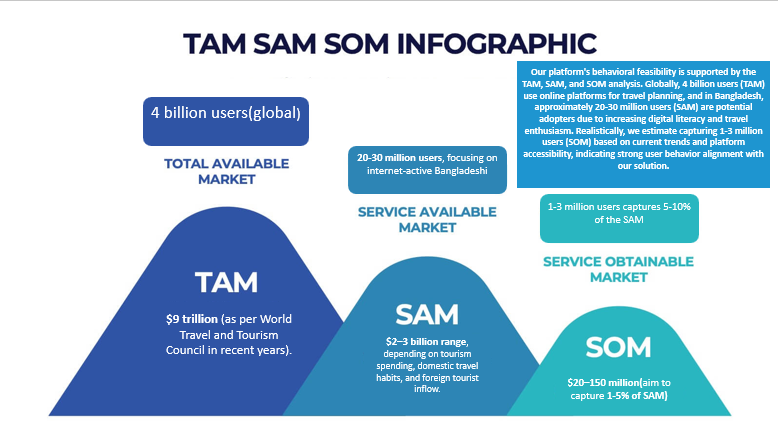 TAM SAM SOM INFOGRAPHIC
Our platform's behavioral feasibility is supported by the
TAM, SAM, and SOM analysis. Globally, 4 billion users (TAM)
use online platforms for travel planning, and in Bangladesh,
approximately 20-30 million users (SAM) are potential
adopters due to increasing digital literacy and travel
enthusiasm. Realistically, we estimate capturing 1-3 million
users (SOM) based on current trends and platform
accessibility, indicating strong user behavior alignment with
our solution.
4 billion users(global)
TOTAL AVAILABLE
MARKET
20-30 million users, focusing on
internet-active Bangladeshi
SERVICE AVAILABLE
MARKET
1-3 million users captures 5-10%
of the SAM
SERVICE OBTAINABLE
MARKET
TAM
$9 trillion (as per World
Travel and Tourism
Council in recent years).
SAM
$2–3 billion range,
depending on tourism
spending, domestic travel
habits, and foreign tourist
inflow.
SOM
$20–150 million(aim to
capture 1-5% of SAM)